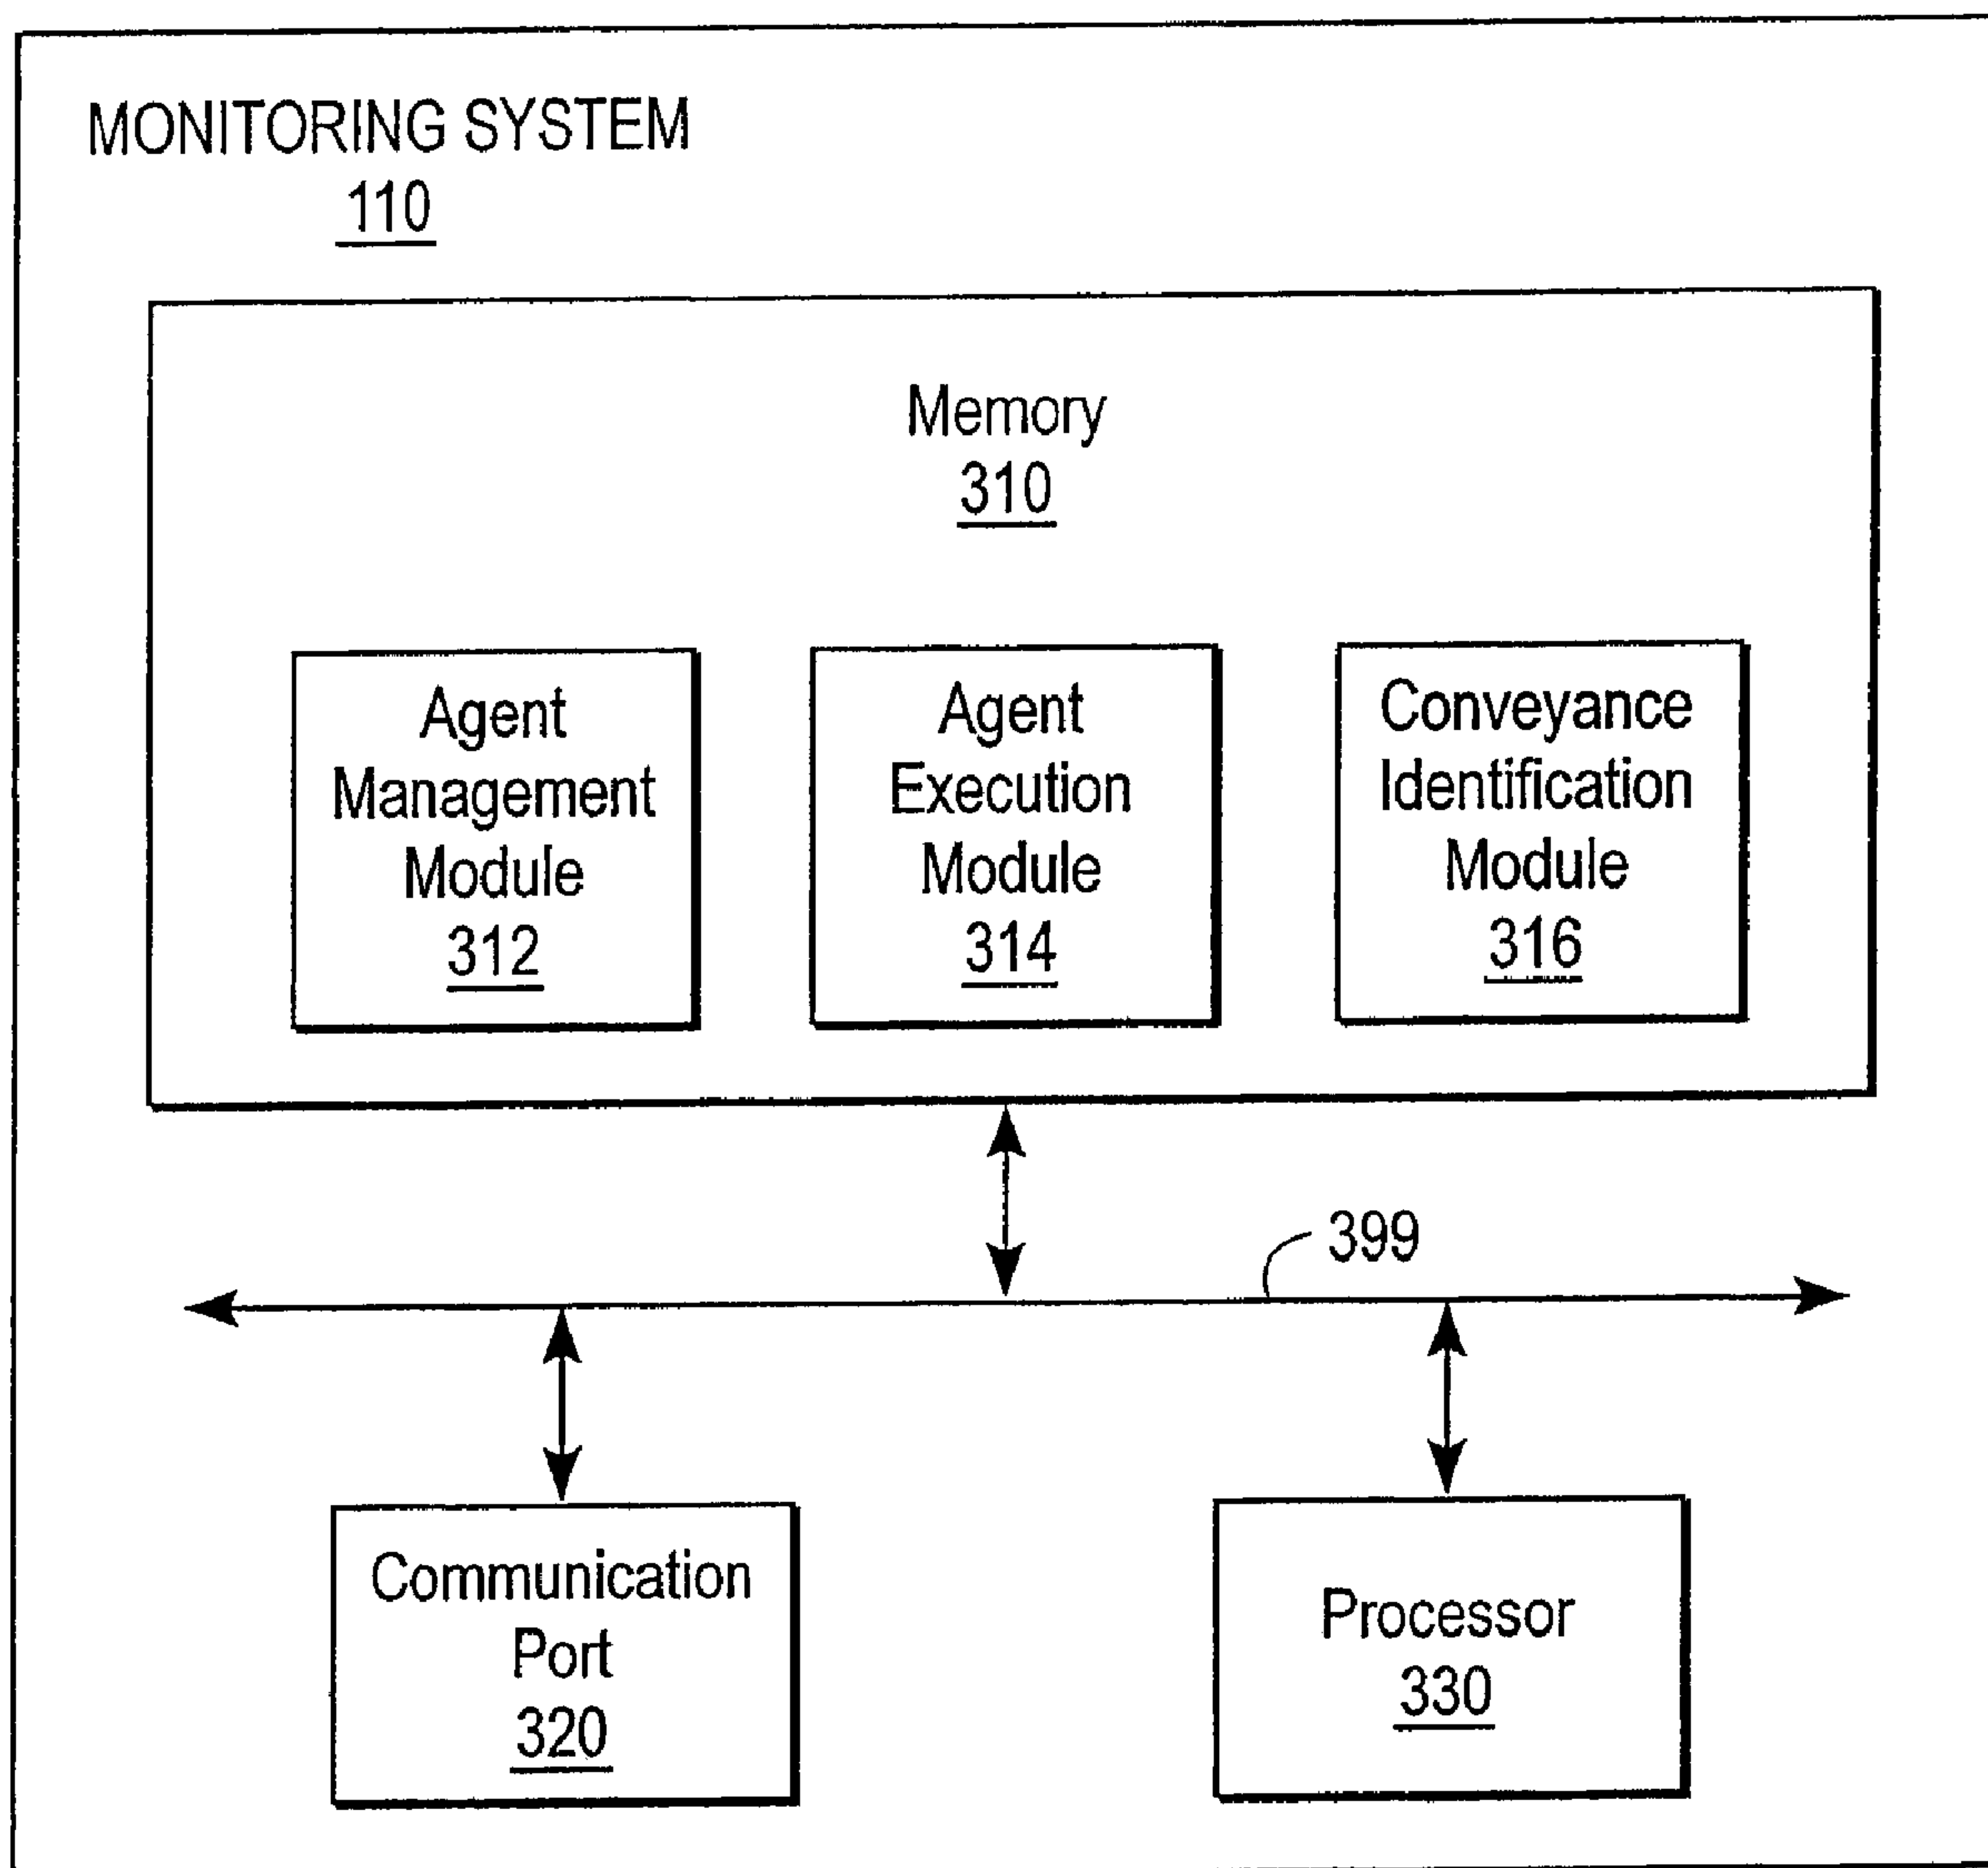 MONITORING SYSTEM
110
Memory
310
Agent
Management
Module
312
Agent
Execution
Module
314
Conveyance
Identification
Module
316
399
Communication
Port
320
Processor
330